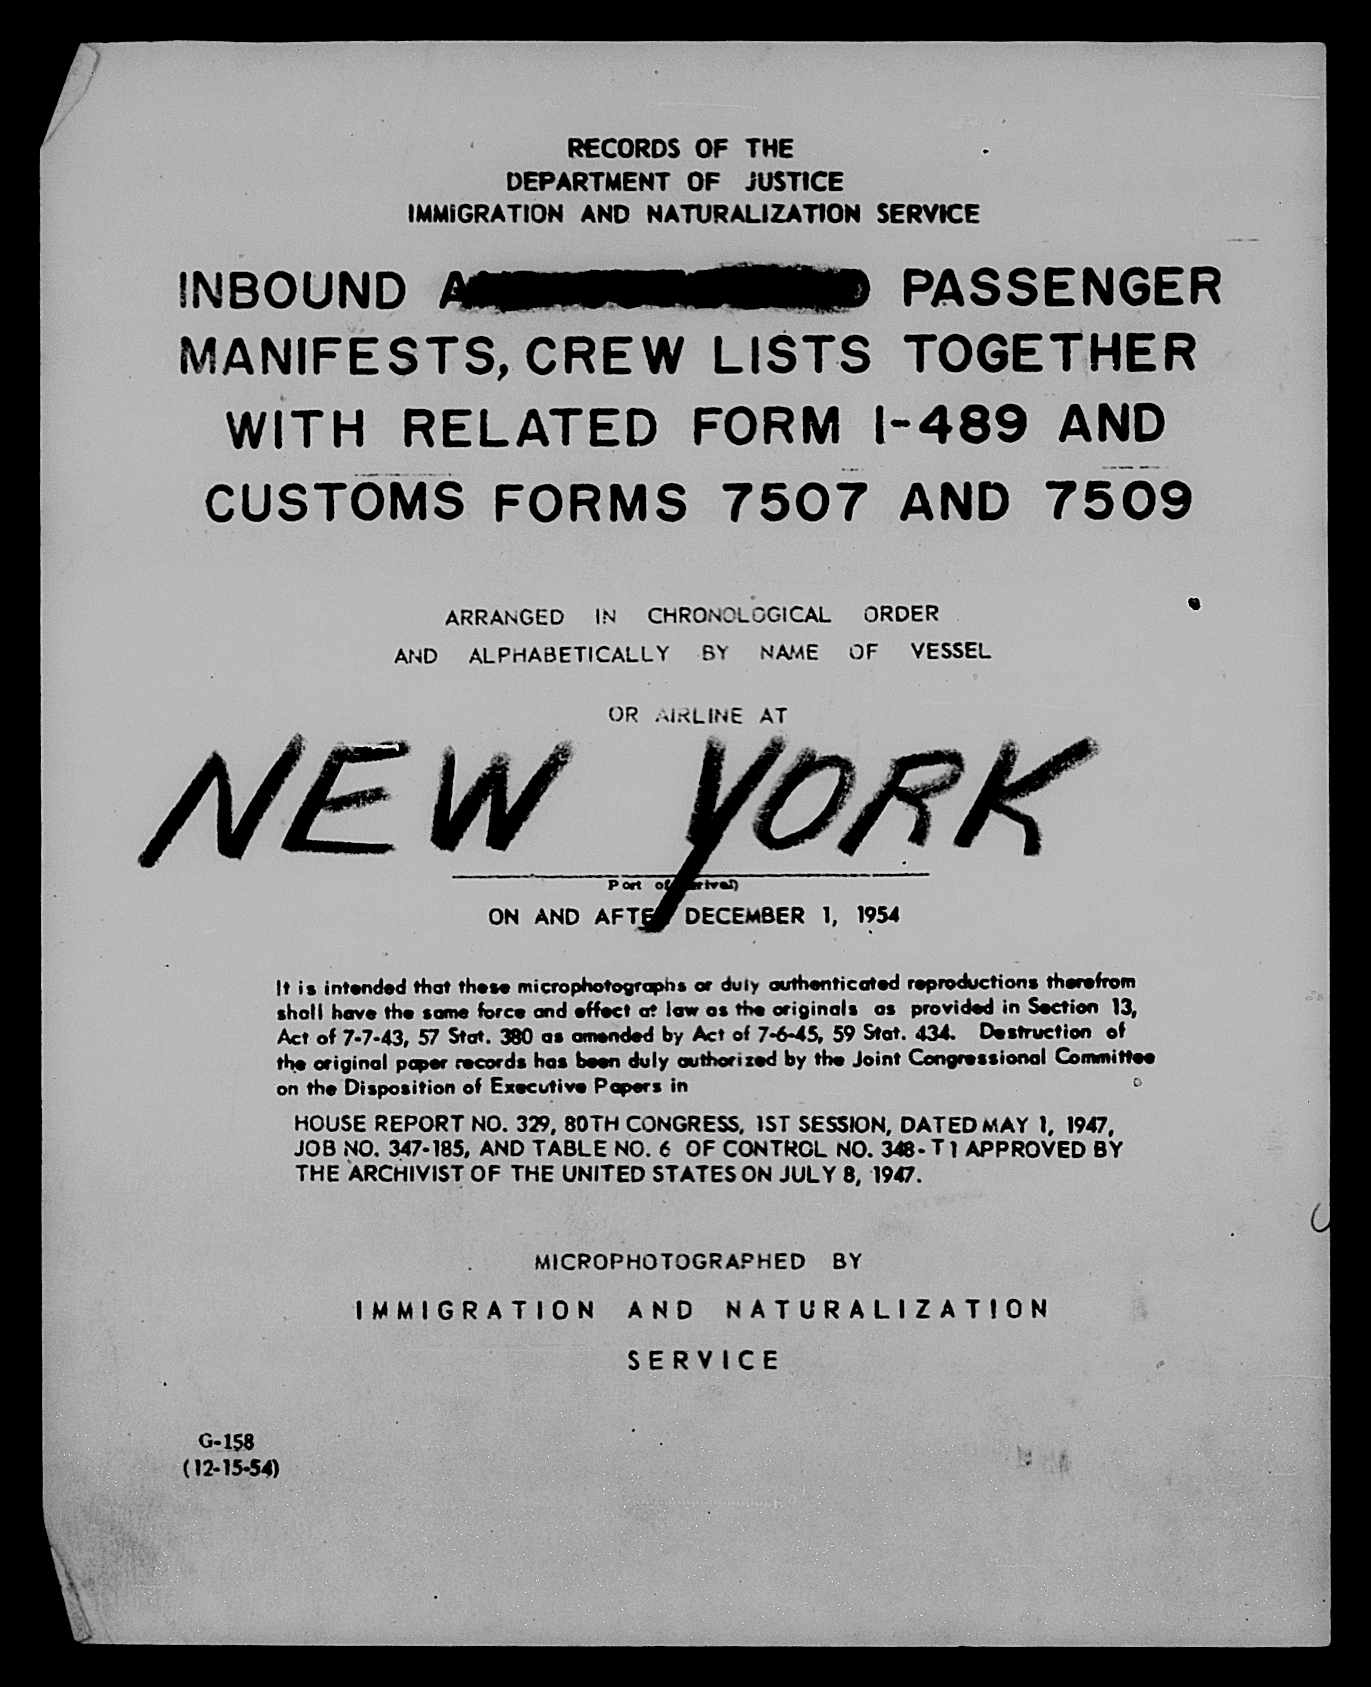 RECORDS OF THE
DEPARTMENT OF JUSTICE
IMMIGRATION AND NATURALIZATION SERVICE
INBOUND PASSENGER
MANIFESTS, CREW LISTS TOGETHER
WITH RELATED FORM I-489 AND
CUSTOMS FORMS 7507 AND 7509
ARRANGED IN CHRONOLOGICAL ORDER
AND ALPHABETICALLY BY NAME OF VESSEL
OR AIRLINE AT
NEW YORK
Port of
ON AND AFTER DECEMBER 1, 1954
It is intended that these microphotographs or duly authenticated reproductions therefrom
shall have the same force and effect at law as the originals as provided in Section 13,
Act of 7-7-43, 57 Stat. 380 as amended by Act of 7-6-45, 59 Stat. 434. Destruction of
the original paper records has been duly authorized by the Joint Congressional Committee
on the Disposition of Executive Papers in
HOUSE REPORT NO. 329, 80TH CONGRESS, 1ST SESSION, DATED MAY 1, 1947,
JOB NO. 347-185, AND TABLE NO. 6 OF CONTROL NO. 348-T1 APPROVED BY
THE ARCHIVIST OF THE UNITED STATES ON JULY 8, 1947.
MICROPHOTOGRAPHED BY
IMMIGRATION AND NATURALIZATION
SERVICE
G-158
(12-15-54)